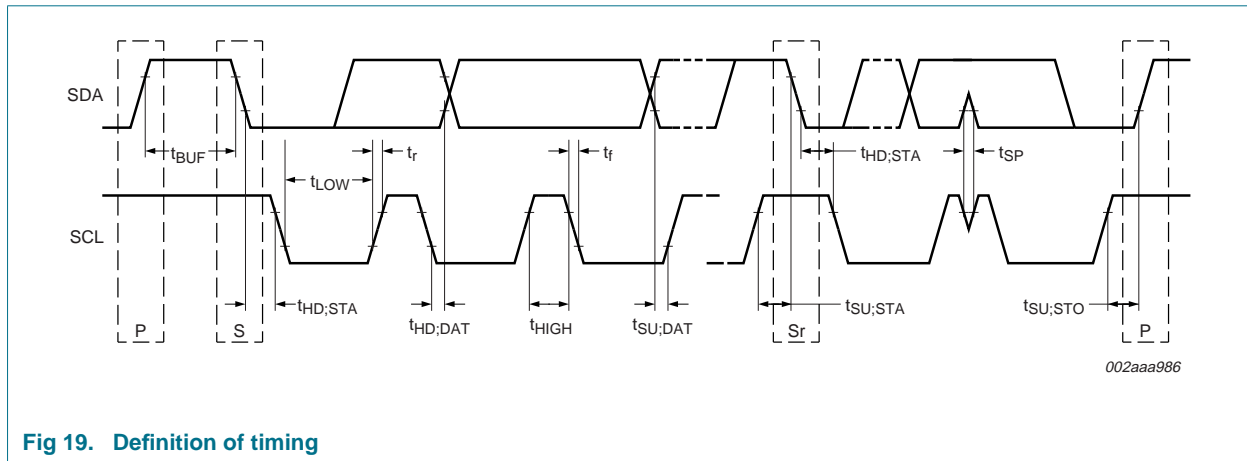 SDA
tBUF
tr
tf
tHD;STA
tSP
tLOW
SCL
tHD;STA
tHD;DAT
tHIGH
tSU;DAT
tSU;STA
tSU;STO
P
S
Sr
P
002aaa986
Fig 19. Definition of timing